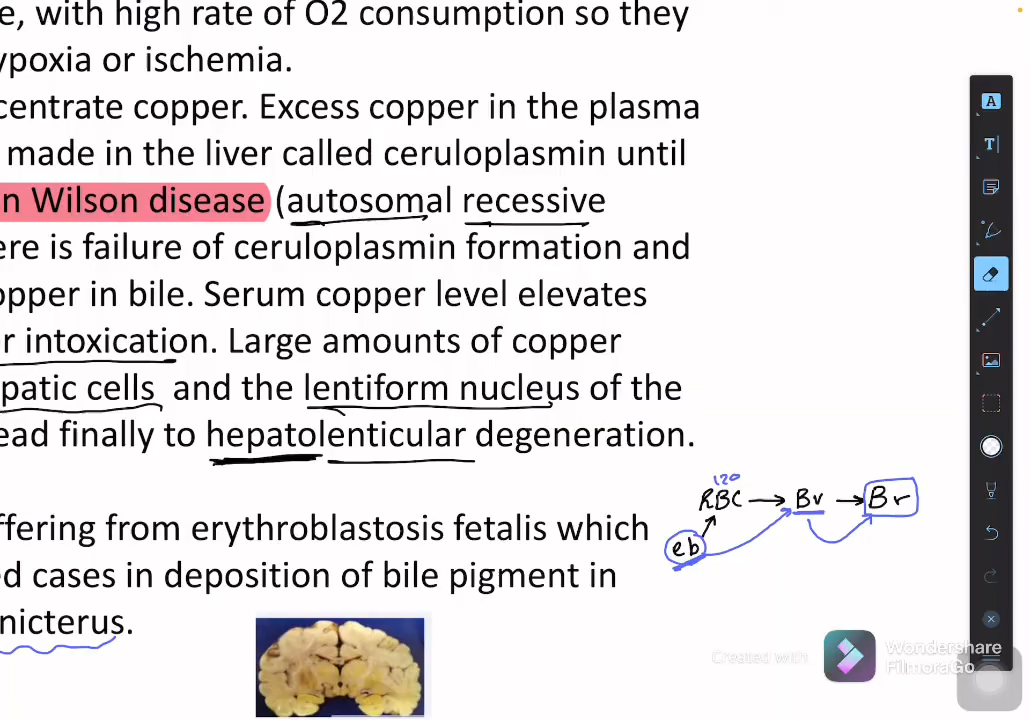 e, with high rate of O2 consumption so they
ypoxia or ischemia.
centrate copper. Excess copper in the plasma
made in the liver called ceruloplasmin until
n Wilson disease (autosomal recessive
ere is failure of ceruloplasmin formation and
opper in bile. Serum copper level elevates
r intoxication. Large amounts of copper
patic cells and the lentiform nucleus of the
ead finally to hepatolenticular degeneration.
120
RBC → Br → Br
eb
ffering from erythroblastosis fetalis which
ed cases in deposition of bile pigment in
nicterus.
A
T
Created with
Wondershare
FilmoraGo